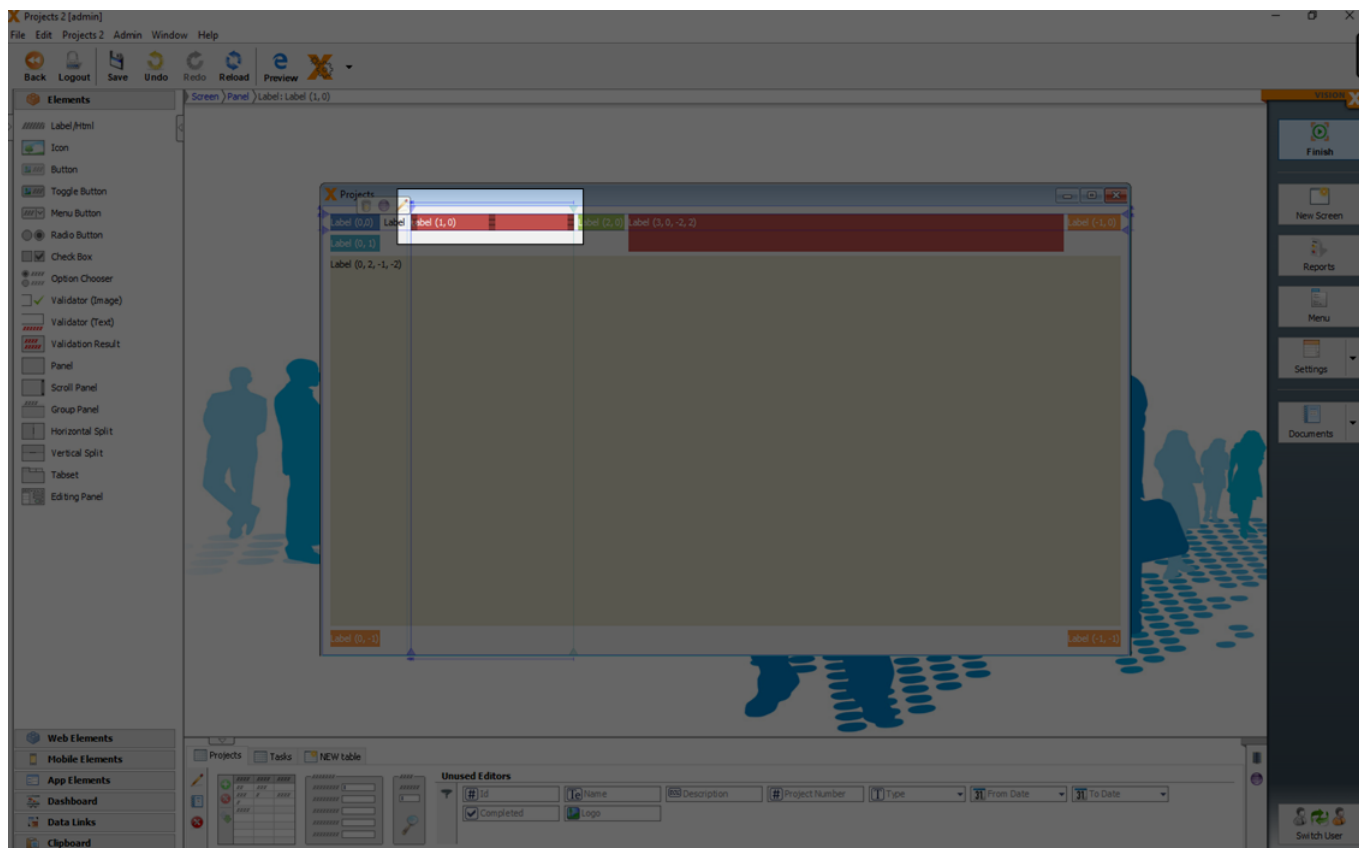 Projects 2 [admin]
File Edit Projects 2 Admin Window Help
Back Logout Save Undo Redo Reload Preview
Elements
Screen Panel Label: Label (1, 0)
VISION X
Label/Html
Icon
Button
Toggle Button
Menu Button
Radio Button
Check Box
Option Chooser
Validator (Image)
Validator (Text)
Validation Result
Panel
Scroll Panel
Group Panel
Horizontal Split
Vertical Split
Tabset
Editing Panel
Projects
Label (0,0) Label Label (1, 0) Label (2, 0) Label (3, 0, -2, 2) Label (-1, 0)
Label (0, 1)
Label (0, 2, -1, -2)
Label (0, -1) Label (-1, -1)
Finish
New Screen
Reports
Menu
Settings
Documents
Switch User
Web Elements
Mobile Elements
App Elements
Dashboard
Data Links
Clipboard
Projects Tasks NEW table
Unused Editors
Id Name Description Project Number Type From Date To Date
Completed Logo